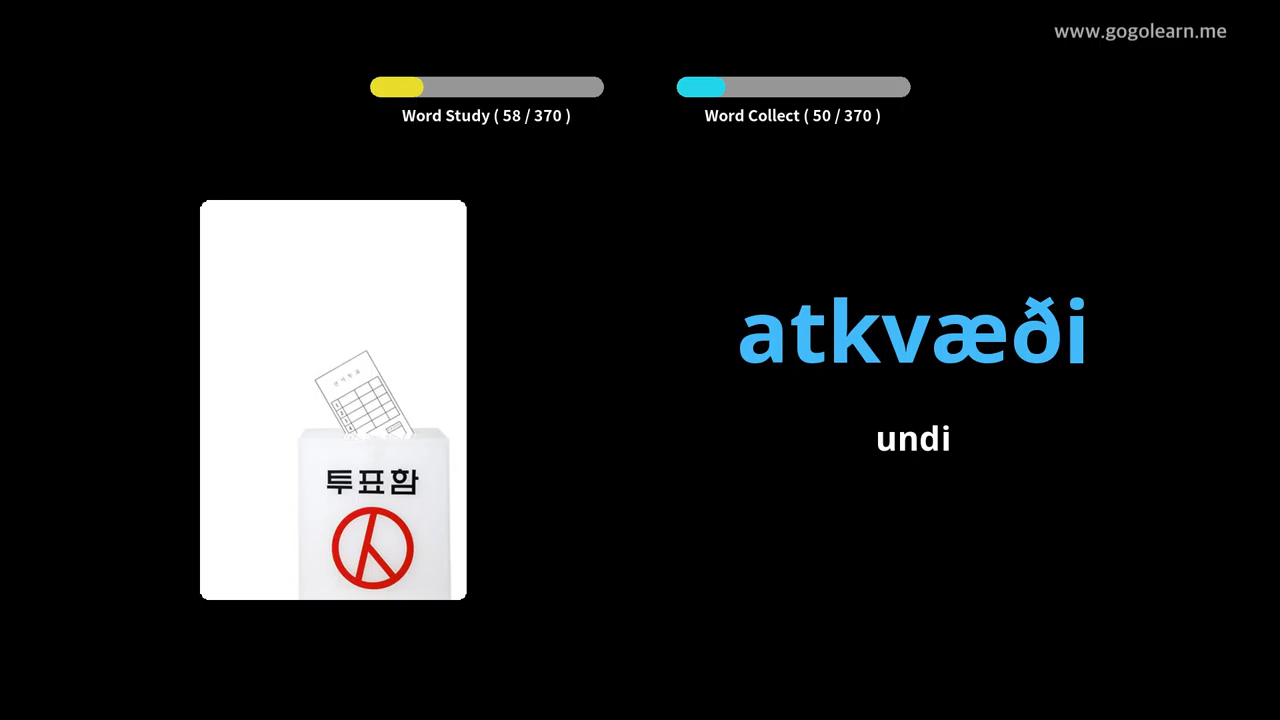 www.gogolearn.me
Word Study ( 58 / 370 )
Word Collect ( 50 / 370 )
atkvæði
undi
투표함